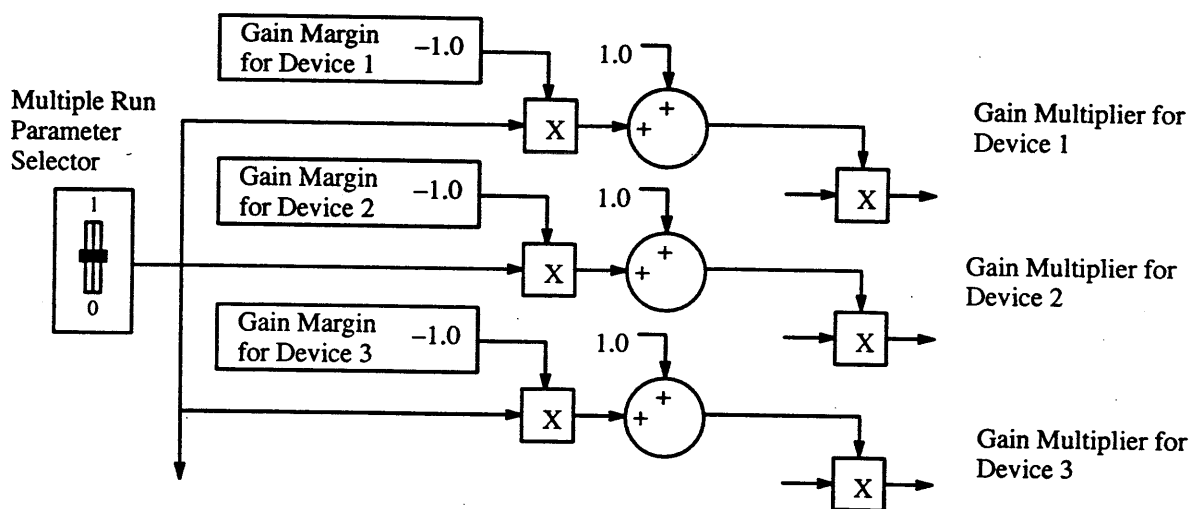 Gain Margin −1.0
for Device 1
1.0
Multiple Run
Parameter
Selector
X
+
+
Gain Multiplier for
Device 1
X
1
0
Gain Margin −1.0
for Device 2
1.0
X
+
+
Gain Multiplier for
Device 2
X
Gain Margin −1.0
for Device 3
1.0
X
+
+
Gain Multiplier for
Device 3
X